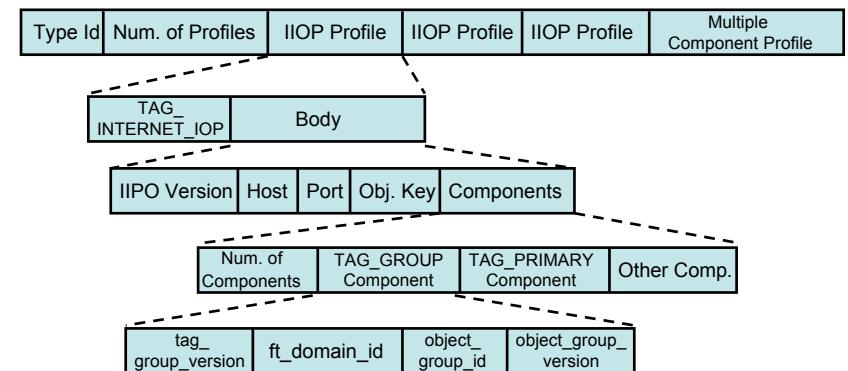 Type Id
Num. of Profiles
IIOP Profile
IIOP Profile
IIOP Profile
Multiple
Component Profile
TAG_
INTERNET_IOP
Body
IIPO Version
Host
Port
Obj. Key
Components
Num. of
Components
TAG_GROUP
Component
TAG_PRIMARY
Component
Other Comp.
tag_
group_version
ft_domain_id
object_
group_id
object_group_
version